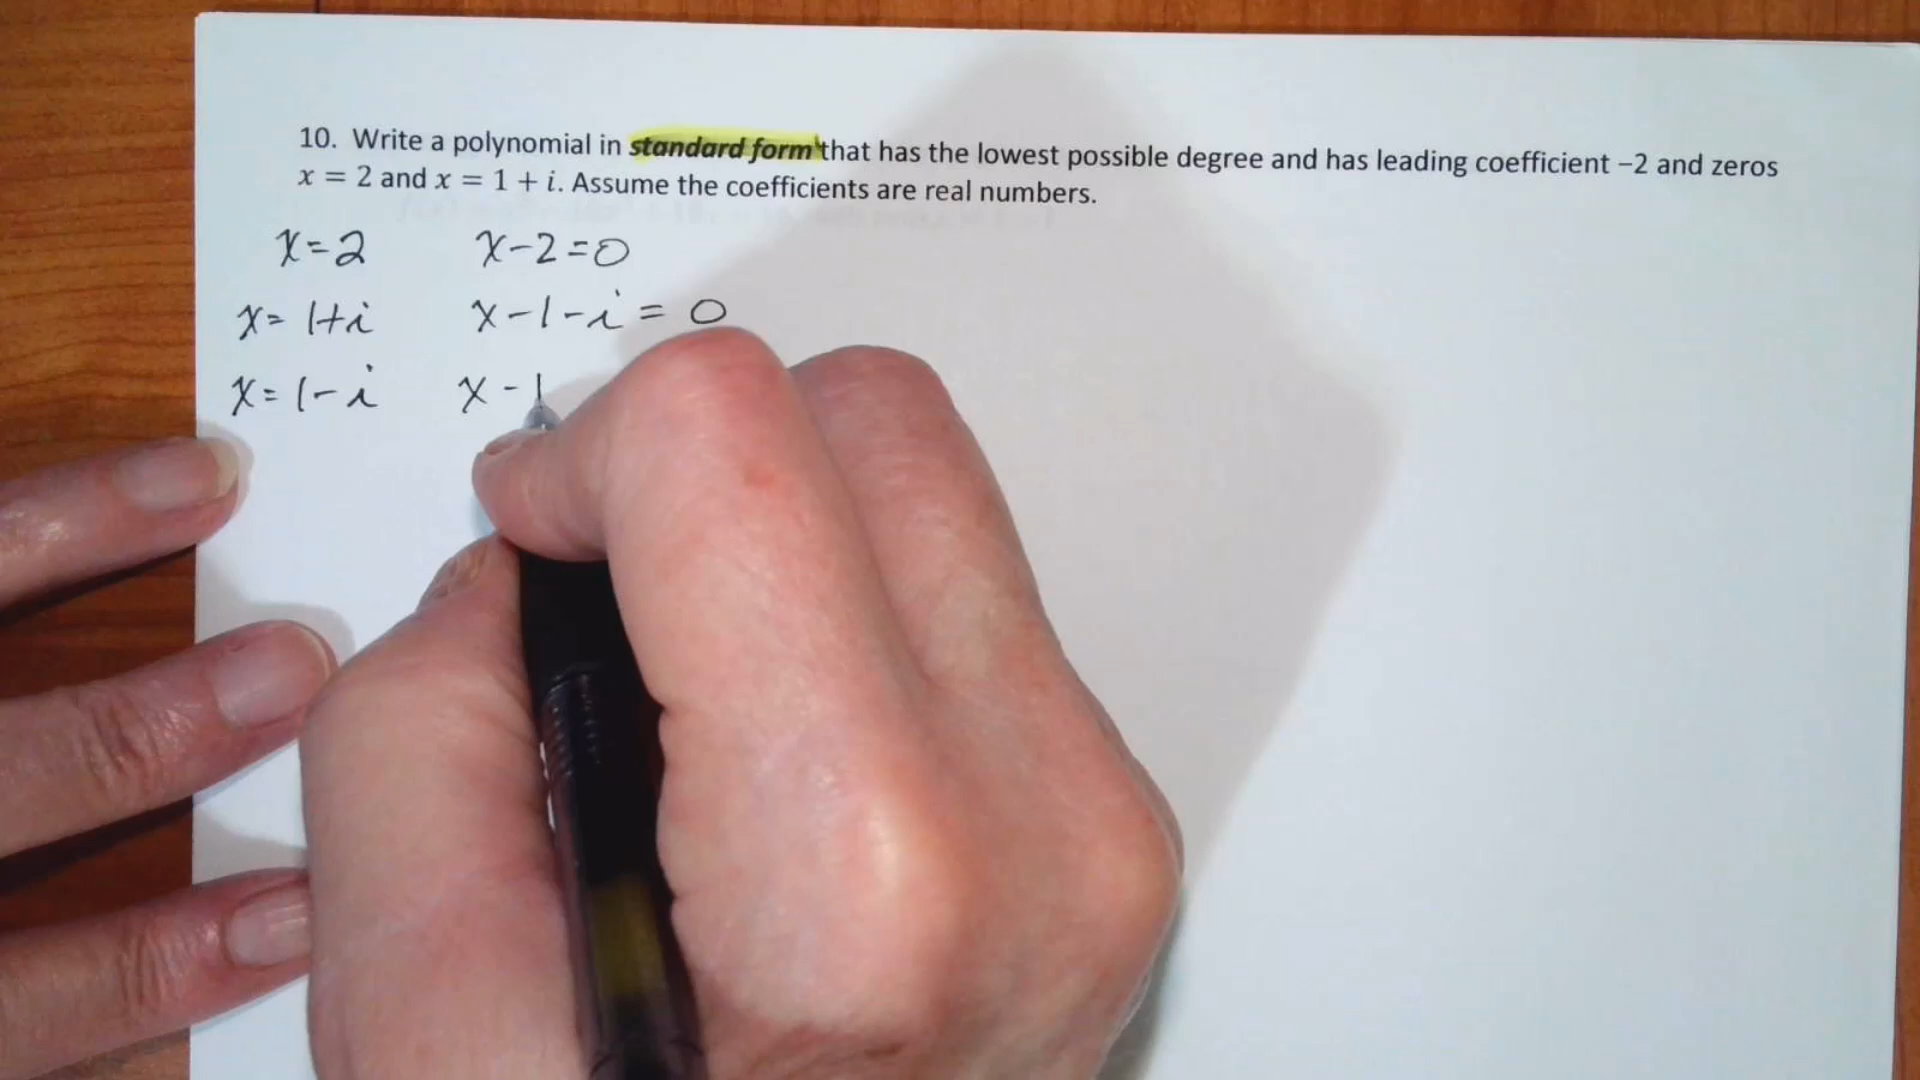 10. Write a polynomial in standard form that has the lowest possible degree and has leading coefficient −2 and zeros
x = 2 and x = 1 + i. Assume the coefficients are real numbers.
x=2 x-2=0
x= 1+i x-1-i = 0
x= 1-i x-1